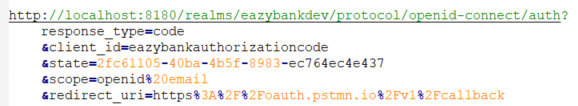 http://localhost:8180/realms/eazybankdev/protocol/openid-connect/auth?
response_type=code
&client_id=eazybankauthorizationcode
&state=2fc61105-40ba-4b5f-8983-ec764ec4e437
&scope=openid%20email
&redirect_uri=https%3A%2F%2Foauth.pstmn.io%2Fv1%2Fcallback